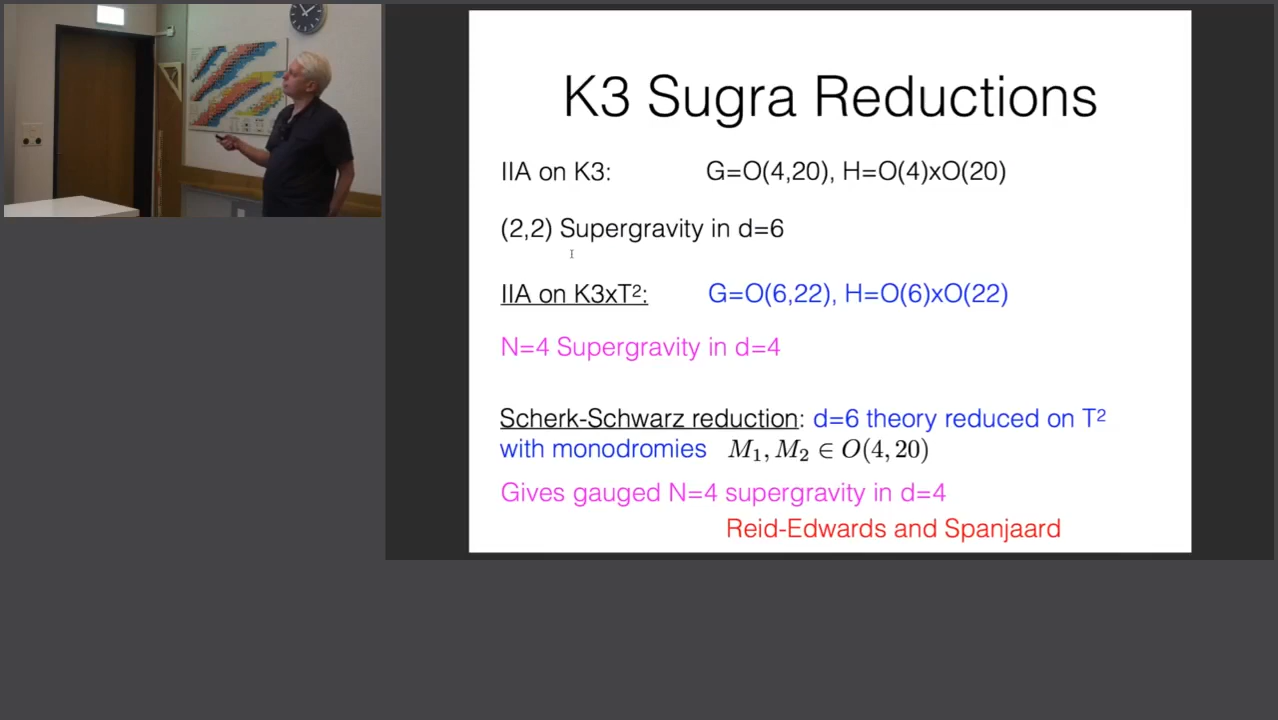 K3 Sugra Reductions
IIA on K3: G=O(4,20), H=O(4)xO(20)
(2,2) Supergravity in d=6
IIA on K3xT²: G=O(6,22), H=O(6)xO(22)
N=4 Supergravity in d=4
Scherk-Schwarz reduction: d=6 theory reduced on T²
with monodromies M₁, M₂ ∈ O(4, 20)
Gives gauged N=4 supergravity in d=4
Reid-Edwards and Spanjaard